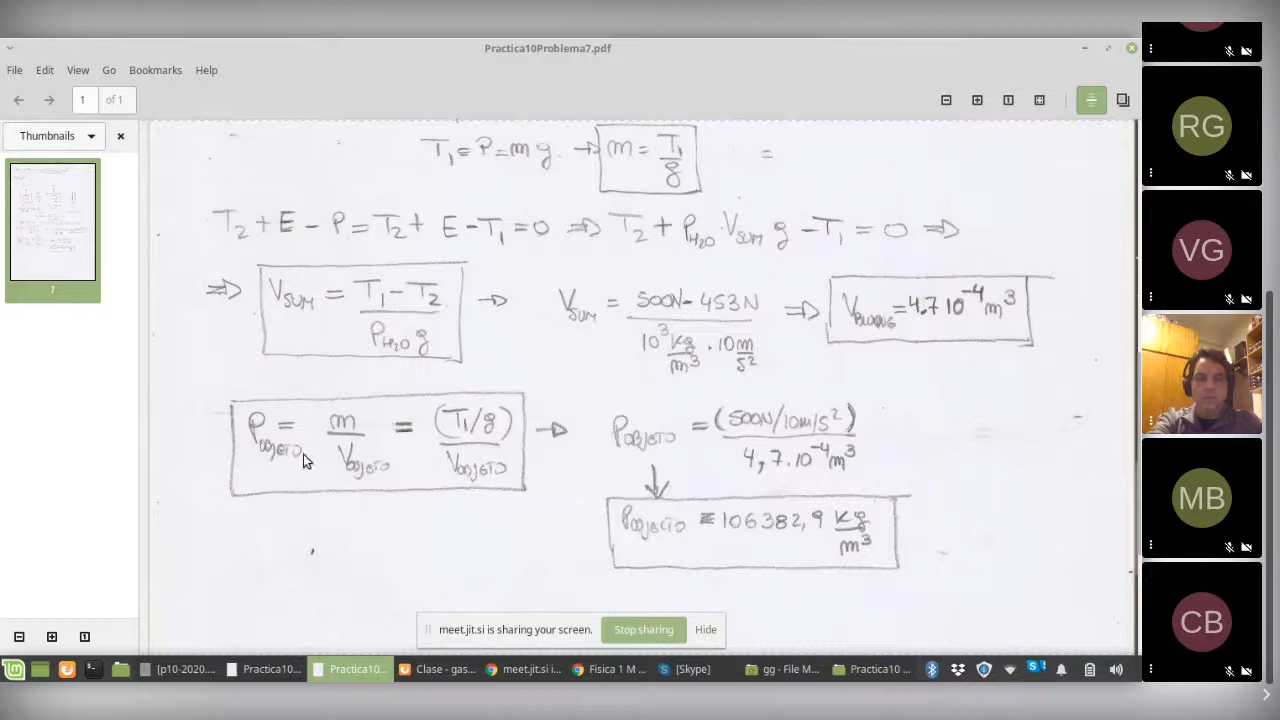 Practica10Problema7.pdf
File Edit View Go Bookmarks Help
1 of 1
Thumbnails
1
T₁ = P = m g. → m = T₁/g =
T₂ + E - P = T₂ + E - T₁ = 0 ⇒ T₂ + ρH₂O · VSUM g - T₁ = 0 ⇒
⇒ VSUM = (T₁ - T₂)/(ρH₂O g) → VSUM = (500N - 453N)/(10³ kg/m³ · 10 m/s²) ⇒ = 4.7 10⁻⁴ m³
ρOBJETO = m/VOBJETO = (T₁/g)/VOBJETO → ρOBJETO = (500N/10m/s²)/(4,7.10⁻⁴ m³)
ρOBJETO = 106382,9 kg/m³
meet.jit.si is sharing your screen. Stop sharing Hide
[p10-2020.... Practica10... Practica10... Clase - gas... meet.jit.si i... Fisica 1 M ... [Skype] gg - File M... Practica10 ...
RG
VG
MB
CB